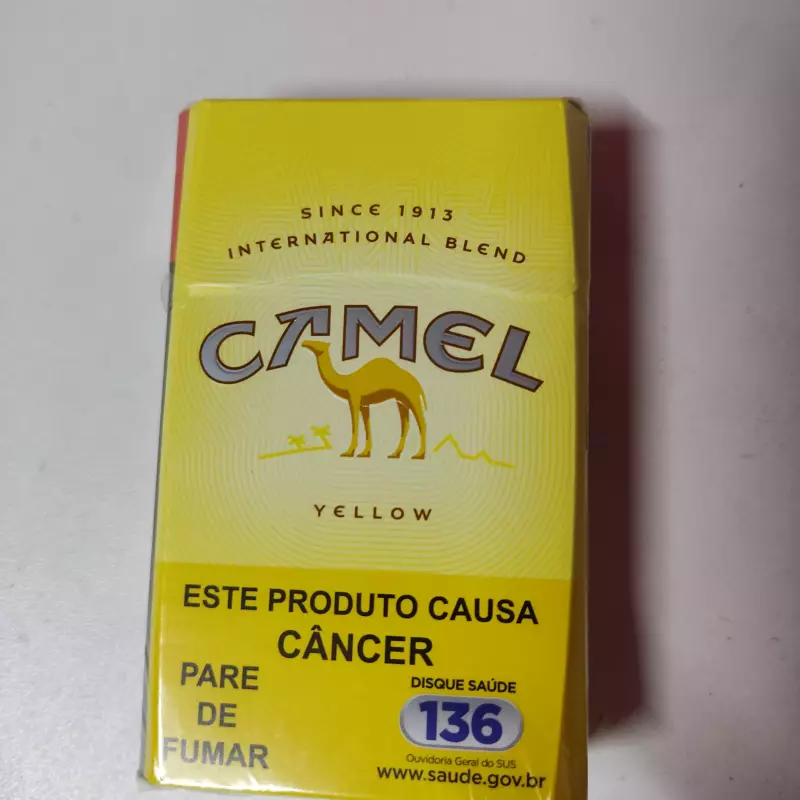 SINCE 1913
INTERNATIONAL BLEND
CAMEL
YELLOW
ESTE PRODUTO CAUSA
CÂNCER
PARE
DE
FUMAR
DISQUE SAÚDE
136
Ouvidoria Geral do SUS
www.saude.gov.br